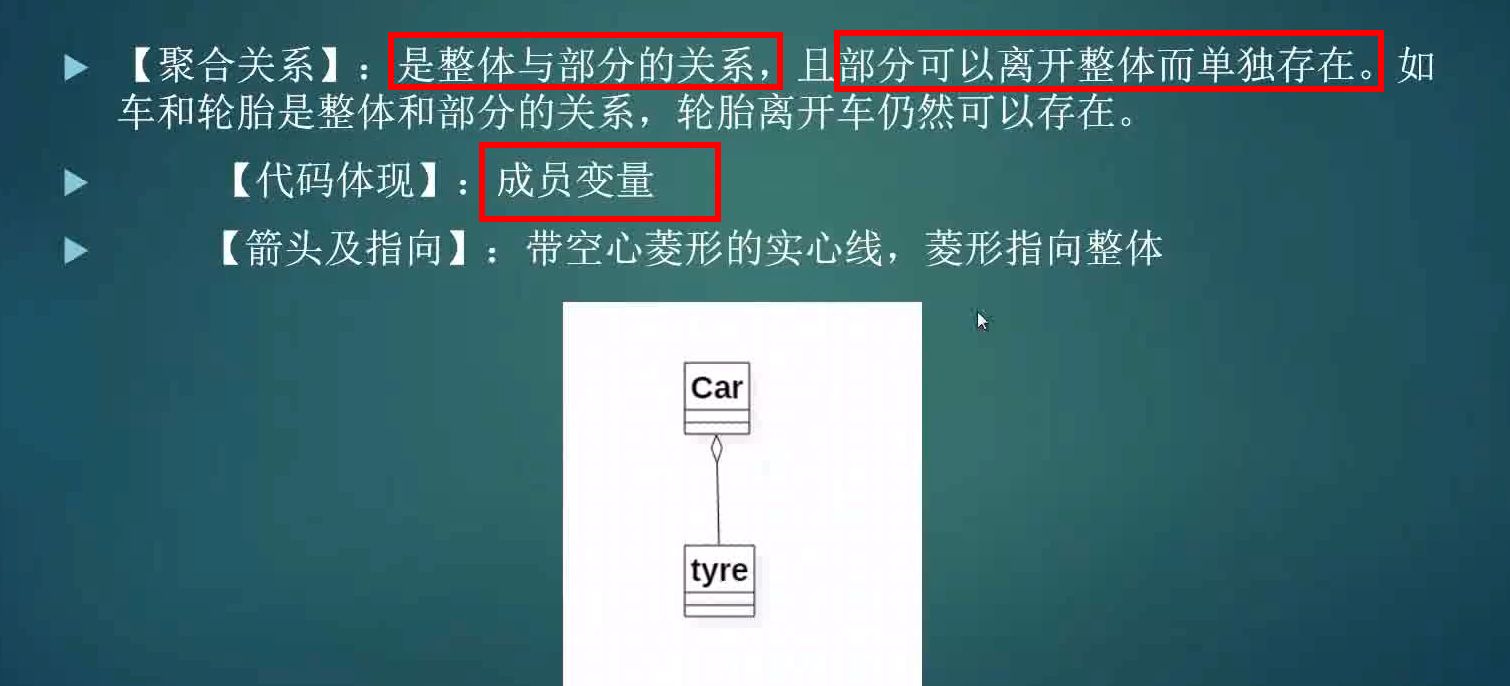 【聚合关系】:是整体与部分的关系,且部分可以离开整体而单独存在。如
车和轮胎是整体和部分的关系,轮胎离开车仍然可以存在。
【代码体现】:成员变量
【箭头及指向】:带空心菱形的实心线,菱形指向整体
Car
tyre